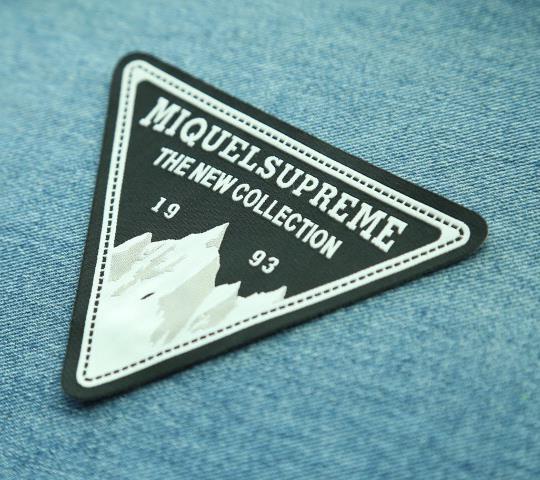 MIQUELSUPREME
THE NEW COLLECTION
19 93